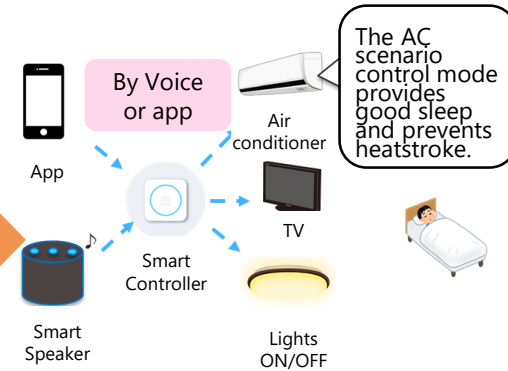 By Voice
or app
The AC
scenario
control mode
provides
good sleep
and prevents
heatstroke.
App
Air
conditioner
TV
Smart
Controller
Smart
Speaker
Lights
ON/OFF